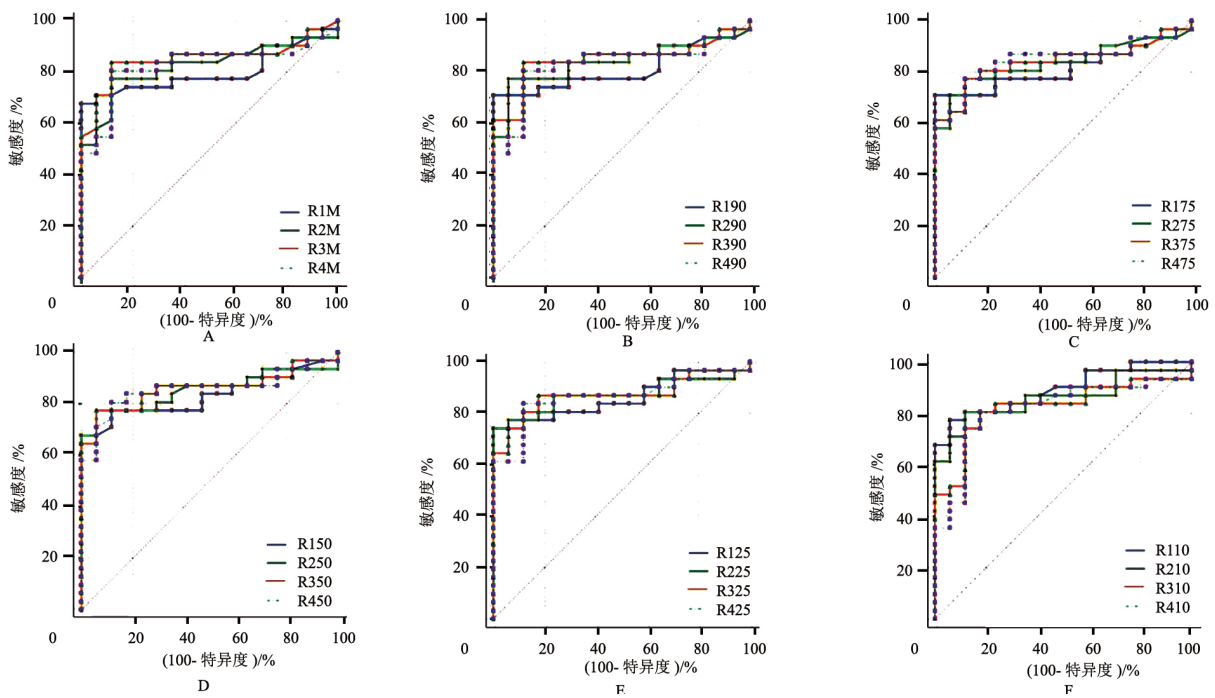 100
80
60
40
20
0
敏感度 /%
R1M
R2M
R3M
R4M
20 40 60 80 100
(100- 特异度 )/%
A
100
80
60
40
20
0
敏感度 /%
R190
R290
R390
R490
20 40 60 80 100
(100- 特异度 )/%
B
100
80
60
40
20
0
敏感度 /%
R175
R275
R375
R475
20 40 60 80 100
(100- 特异度 )/%
C
100
80
60
40
20
0
敏感度 /%
R150
R250
R350
R450
20 40 60 80 100
(100- 特异度 )/%
D
100
80
60
40
20
0
敏感度 /%
R125
R225
R325
R425
20 40 60 80 100
(100- 特异度 )/%
E
100
80
60
40
20
0
敏感度 /%
R110
R210
R310
R410
20 40 60 80 100
(100- 特异度 )/%
F